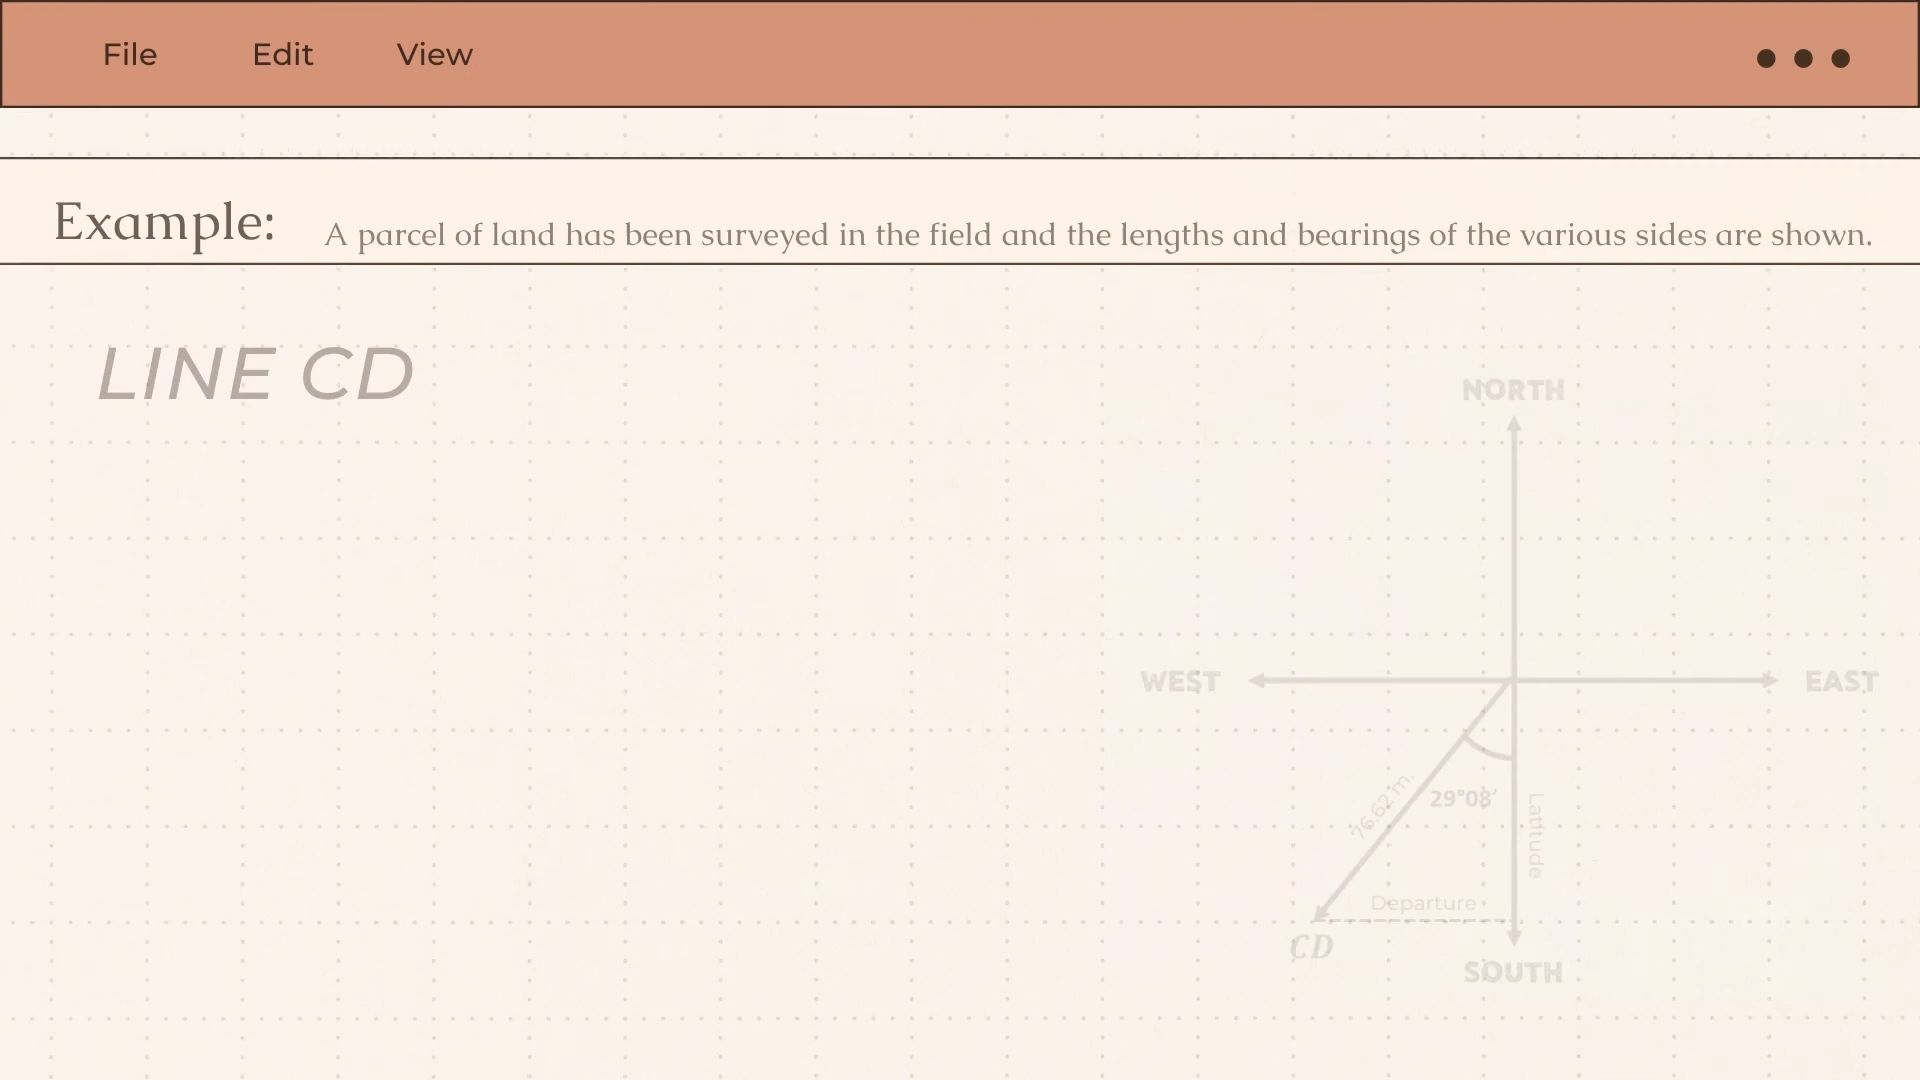 File Edit View
Example: A parcel of land has been surveyed in the field and the lengths and bearings of the various sides are shown.
LINE CD
NORTH
WEST
EAST
76.62 m.
29°08'
Latitude
Departure
CD
SOUTH